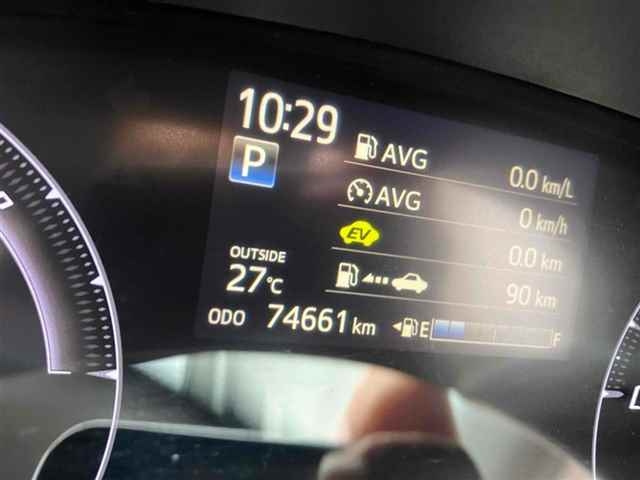 10:29
P
AVG 0.0 km/L
AVG 0 km/h
EV 0.0 km
90 km
OUTSIDE
27°C
ODO 74661 km E F